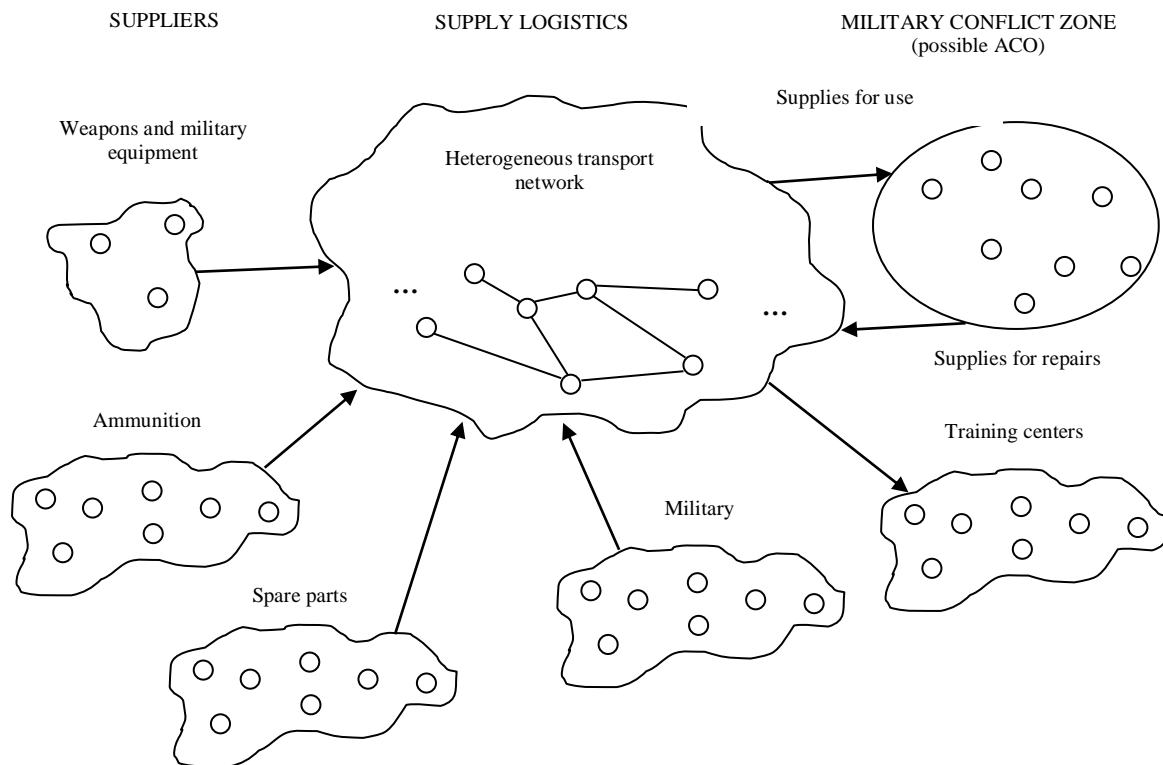 SUPPLIERS
SUPPLY LOGISTICS
MILITARY CONFLICT ZONE
(possible ACO)
Supplies for use
Weapons and military
equipment
Heterogeneous transport
network
...
...
Supplies for repairs
Ammunition
Training centers
Military
Spare parts